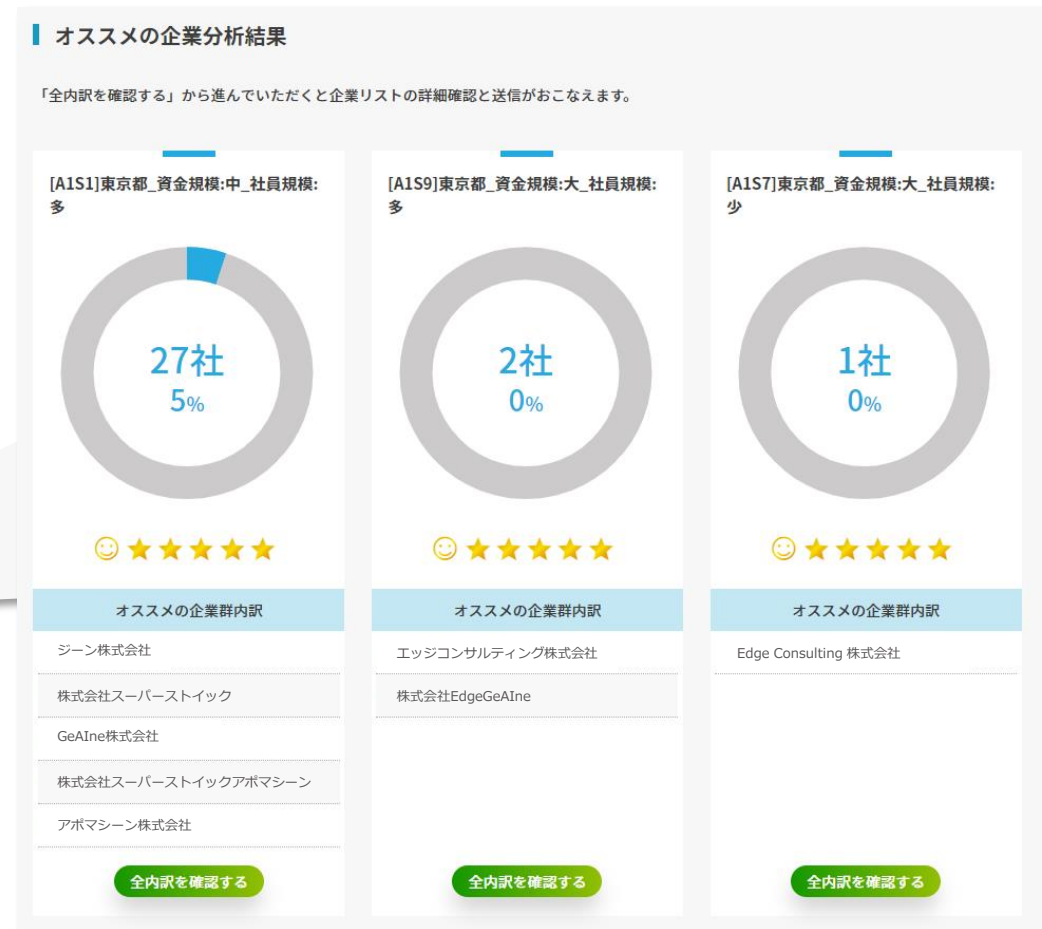 オススメの企業分析結果
「全内訳を確認する」から進んでいただくと企業リストの詳細確認と送信がおこなえます。
[A1S1]東京都_資金規模:中_社員規模:
多
27社
5%
オススメの企業群内訳
ジーン株式会社
株式会社スーパーストイック
GeAIne株式会社
株式会社スーパーストイックアポマシーン
アポマシーン株式会社
全内訳を確認する
[A1S9]東京都_資金規模:大_社員規模:
多
2社
0%
オススメの企業群内訳
エッジコンサルティング株式会社
株式会社EdgeGeAIne
全内訳を確認する
[A1S7]東京都_資金規模:大_社員規模:
少
1社
0%
オススメの企業群内訳
Edge Consulting 株式会社
全内訳を確認する